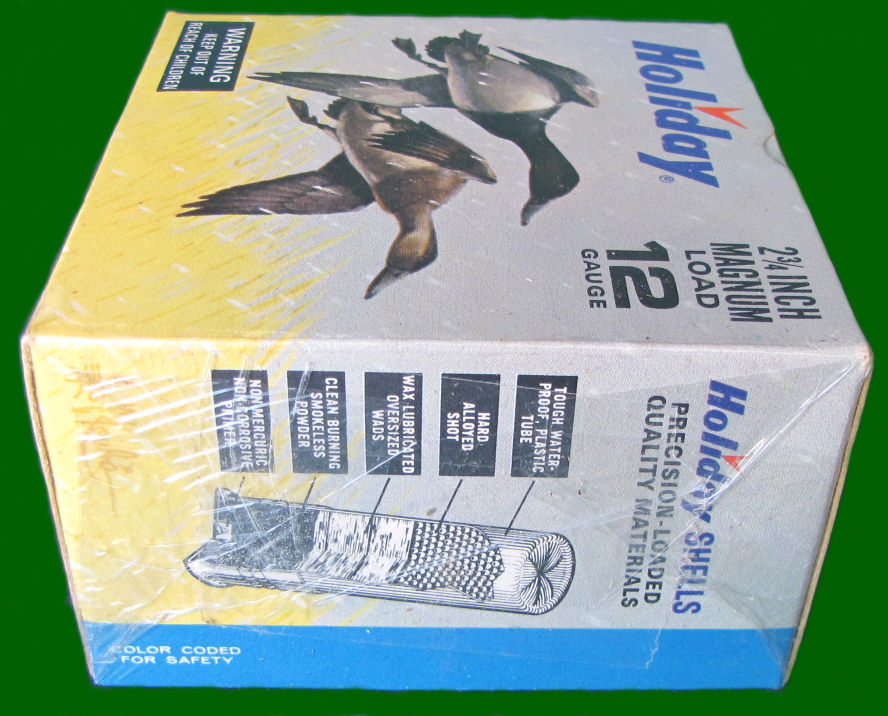 Holiday®
2¾ INCH
MAGNUM
LOAD
12
GAUGE
WARNING
KEEP OUT OF
REACH OF CHILDREN
Holiday SHELLS
PRECISION-LOADED
QUALITY MATERIALS
TOUGH WATER-
PROOF, PLASTIC
TUBE
HARD
ALLOYED
SHOT
WAX LUBRICATED
OVERSIZED
WADS
CLEAN BURNING
SMOKELESS
POWDER
NON-MERCURIC
NON-CORROSIVE
PRIMER
COLOR CODED
FOR SAFETY